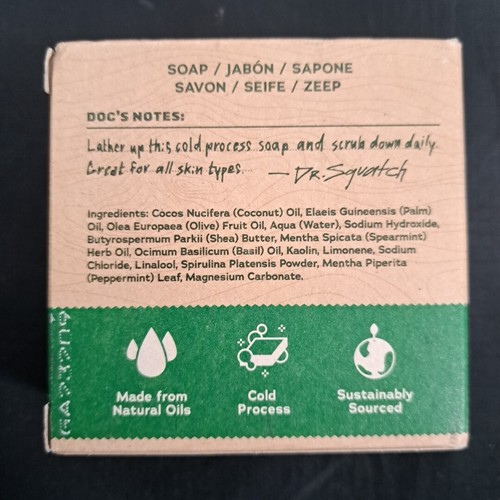 SOAP / JABÓN / SAPONE
SAVON / SEIFE / ZEEP
DOC'S NOTES:
Lather up this cold process soap and scrub down daily.
Great for all skin types. — DR. Squatch
Ingredients: Cocos Nucifera (Coconut) Oil, Elaeis Guineensis (Palm)
Oil, Olea Europaea (Olive) Fruit Oil, Aqua (Water), Sodium Hydroxide,
Butyrospermum Parkii (Shea) Butter, Mentha Spicata (Spearmint)
Herb Oil, Ocimum Basilicum (Basil) Oil, Kaolin, Limonene, Sodium
Chloride, Linalool, Spirulina Platensis Powder, Mentha Piperita
(Peppermint) Leaf, Magnesium Carbonate.
Made from
Natural Oils
Cold
Process
Sustainably
Sourced